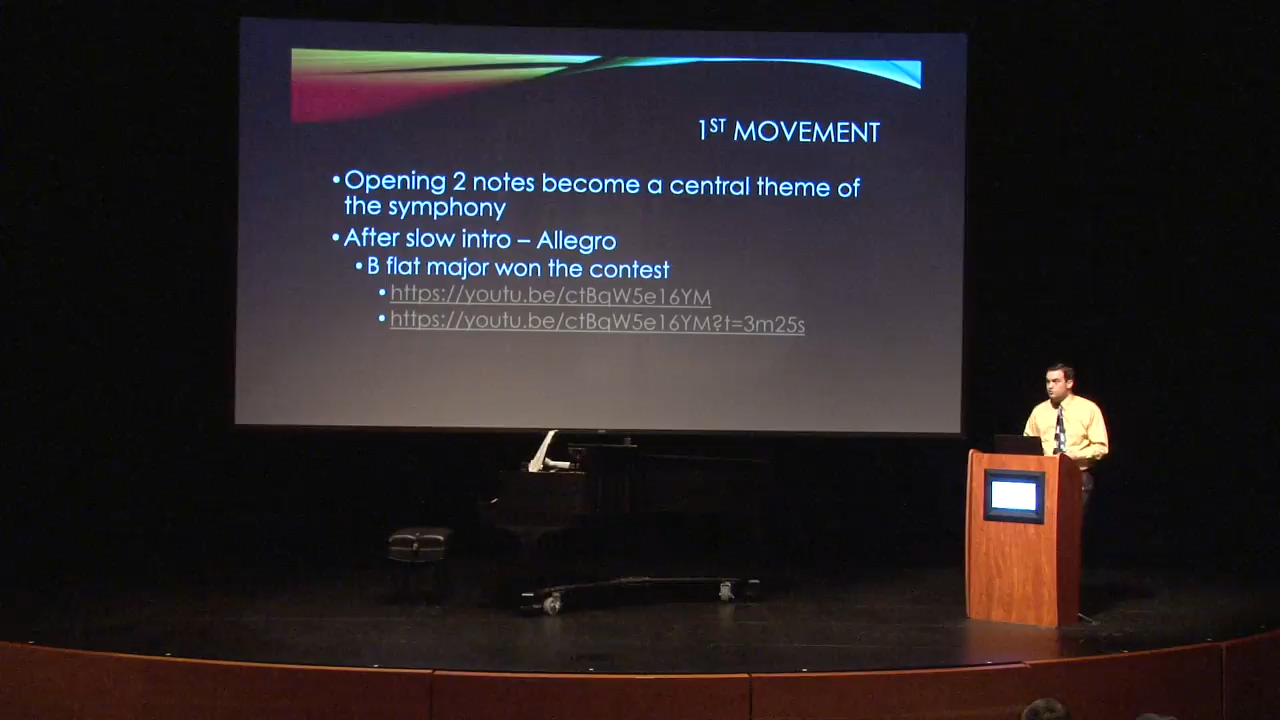 1ST MOVEMENT
•Opening 2 notes become a central theme of
the symphony
•After slow intro – Allegro
•B flat major won the contest
•https://youtu.be/ctBqW5e16YM
•https://youtu.be/ctBqW5e16YM?t=3m25s